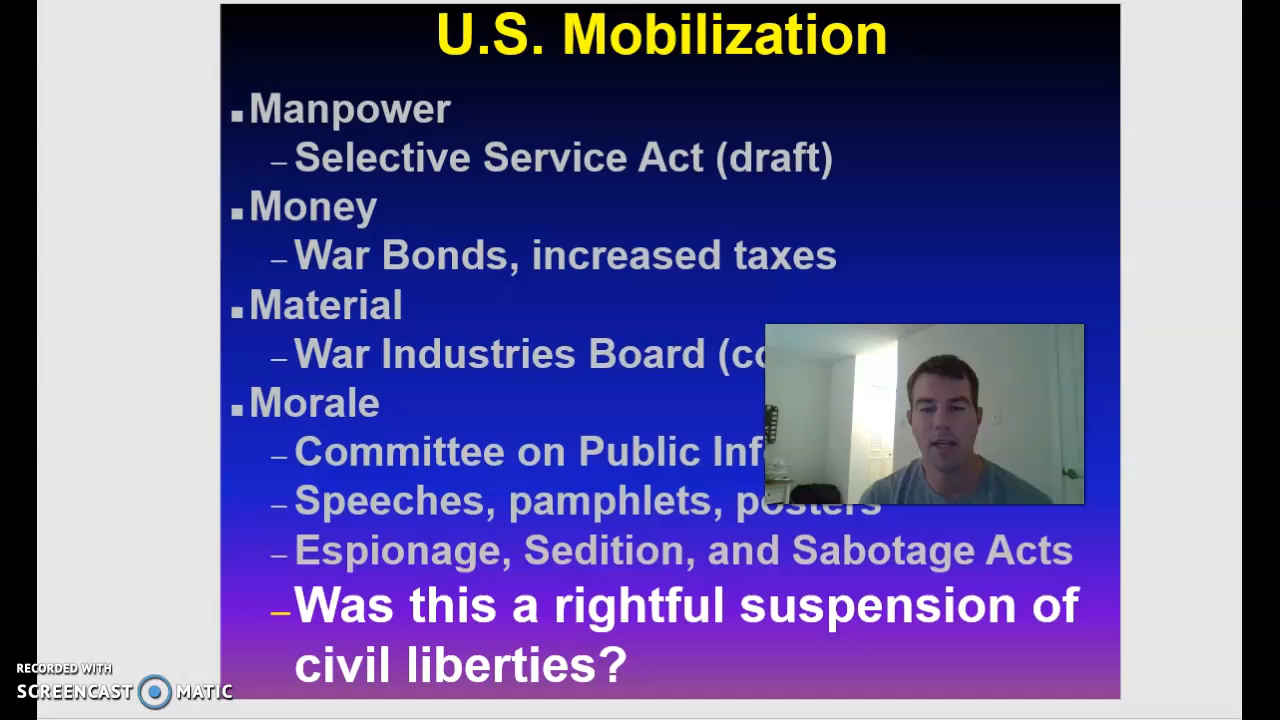 U.S. Mobilization
Manpower
– Selective Service Act (draft)
Money
– War Bonds, increased taxes
Material
– War Industries Board
Morale
– Committee on Public
– Speeches, pamphlets, posters
– Espionage, Sedition, and Sabotage Acts
– Was this a rightful suspension of
civil liberties?
RECORDED WITH
SCREENCAST MATIC